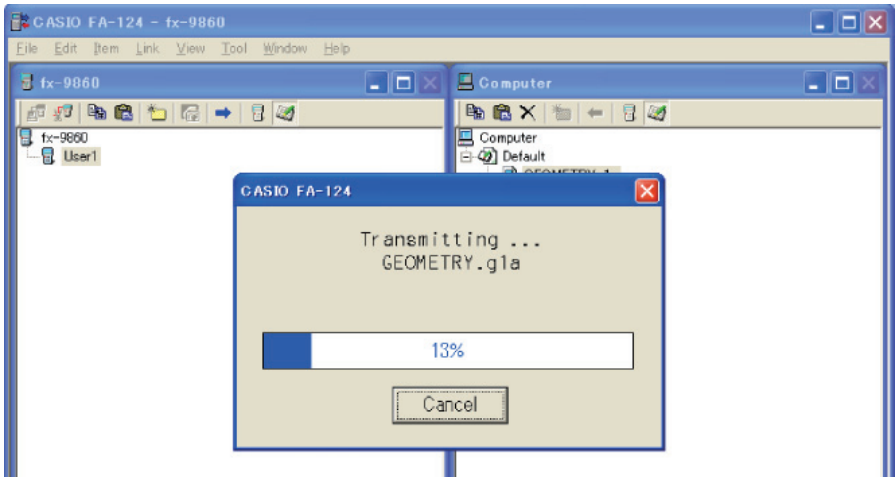 CASIO FA-124 - fx-9860
File Edit Item Link View Tool Window Help
fx-9860
Computer
fx-9860
User1
Computer
Default
CASIO FA-124
Transmitting ...
GEOMETRY.g1a
13%
Cancel